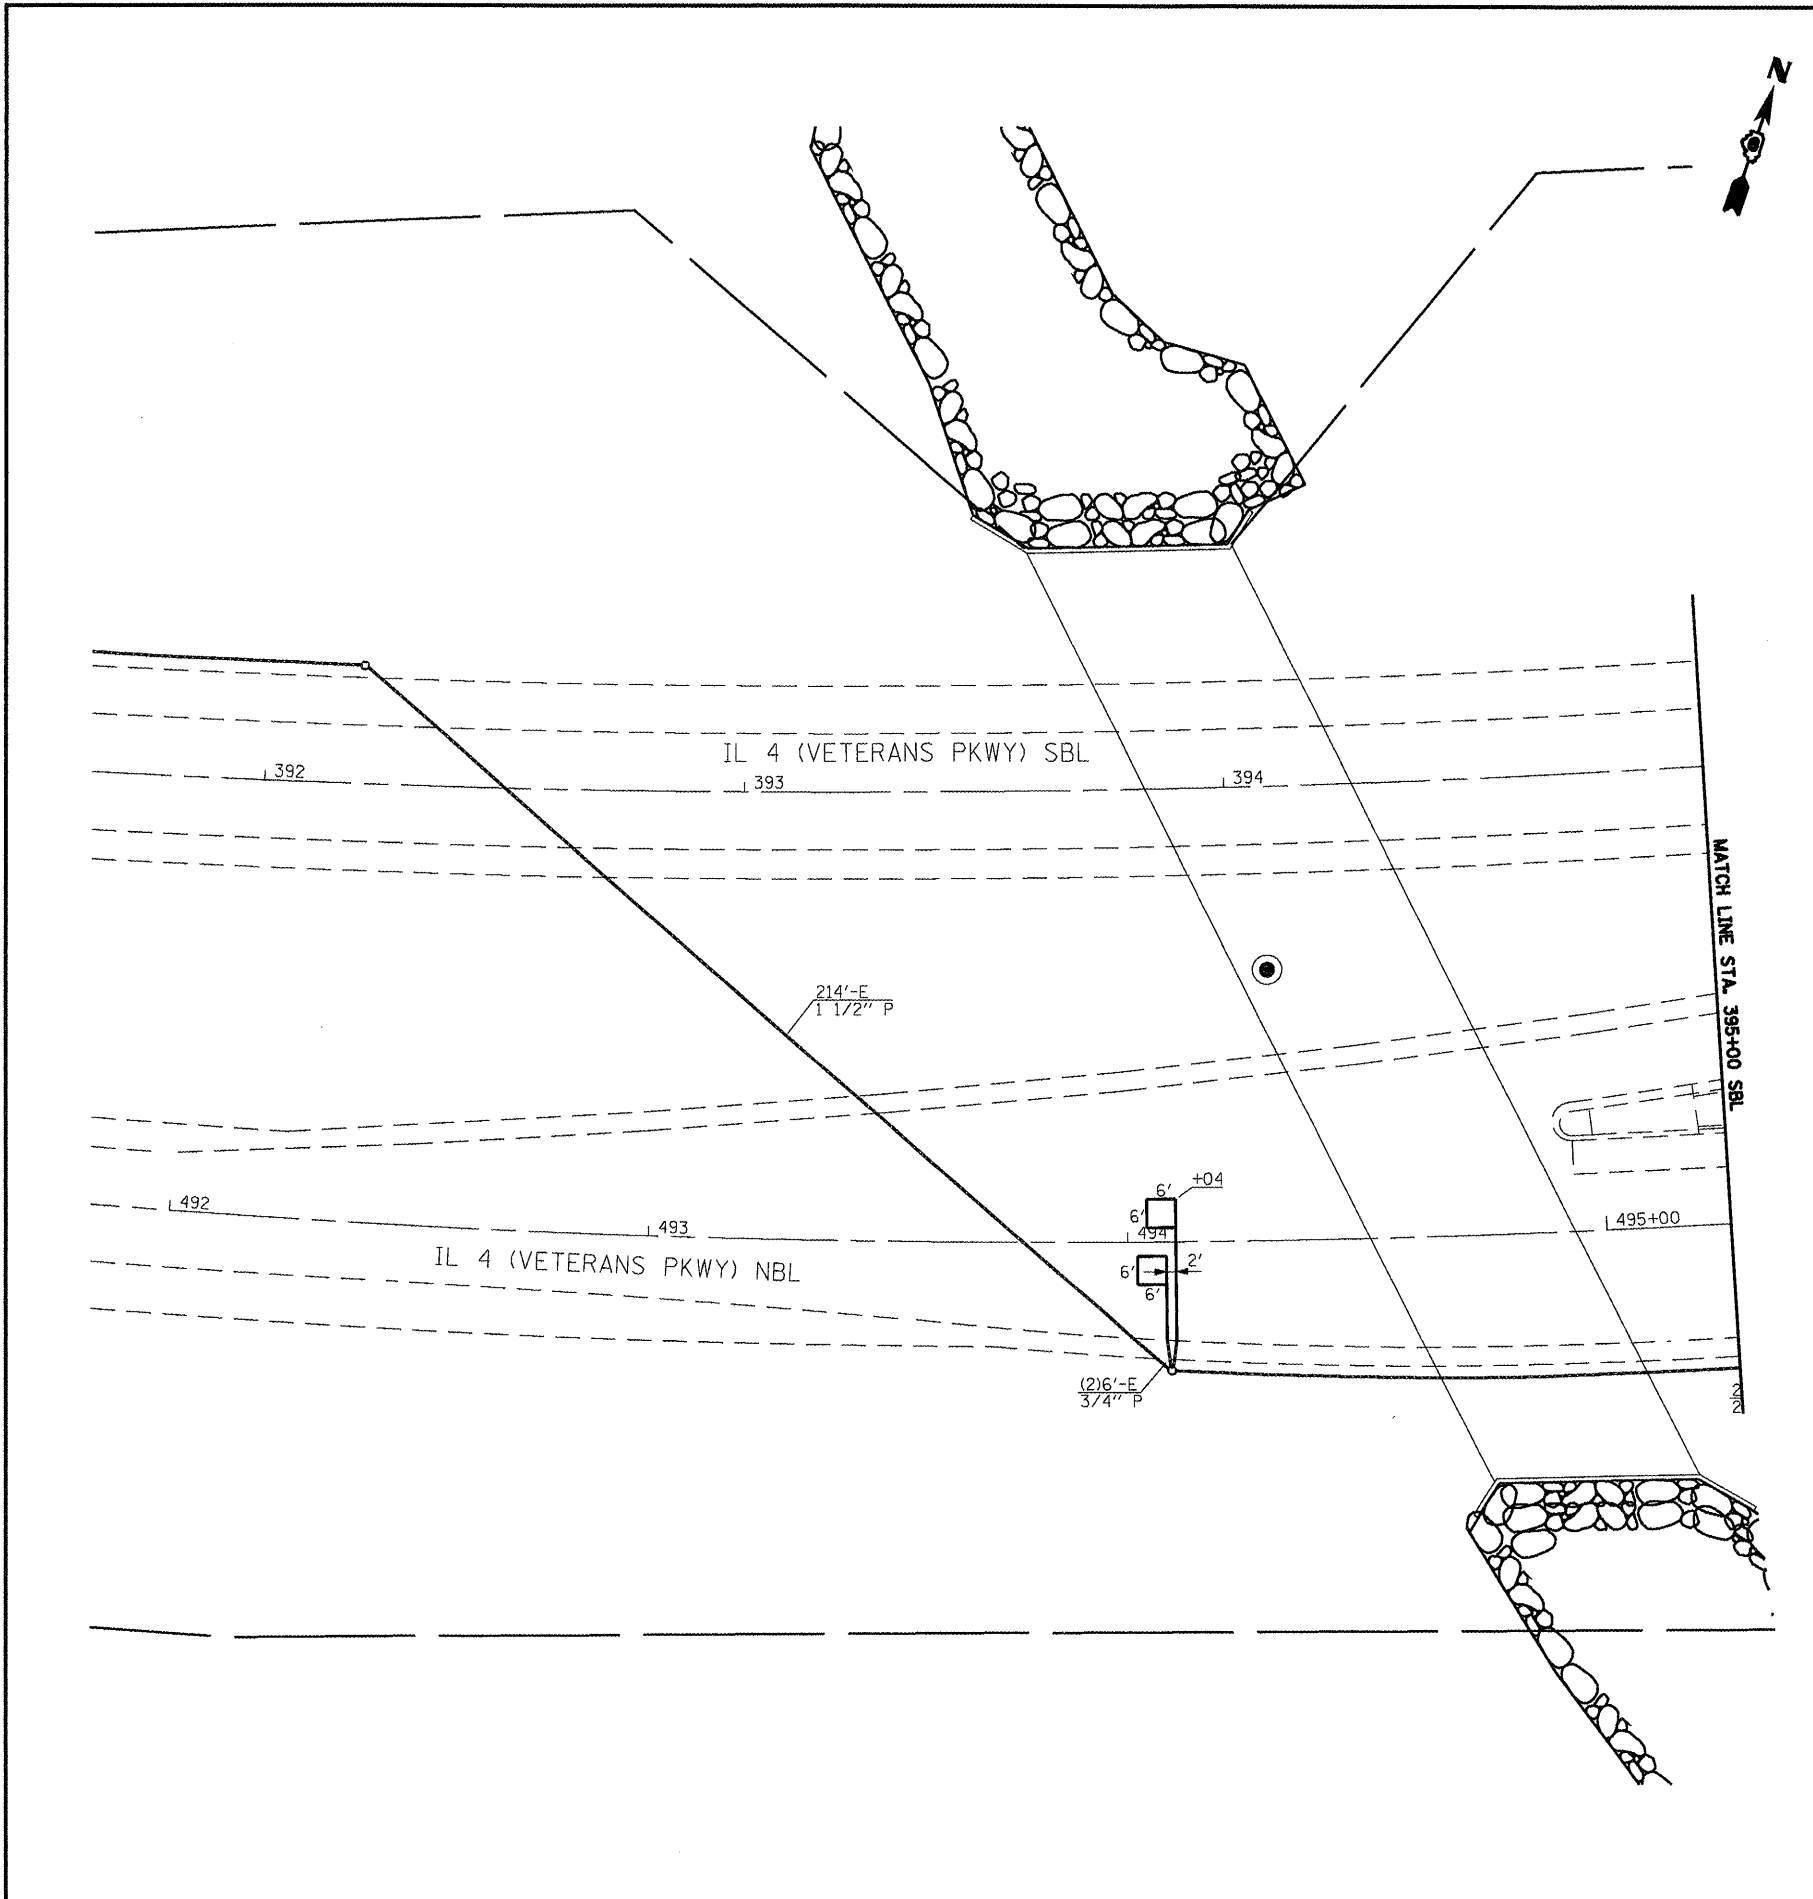 N
IL 4 (VETERANS PKWY) SBL
392
393
394
MATCH LINE STA. 395+00 SBL
214'-E
1 1/2" P
+04
6'
6'
492
493
494
495+00
IL 4 (VETERANS PKWY) NBL
6'
2'
6'
(2)6'-E
3/4" P
2
2